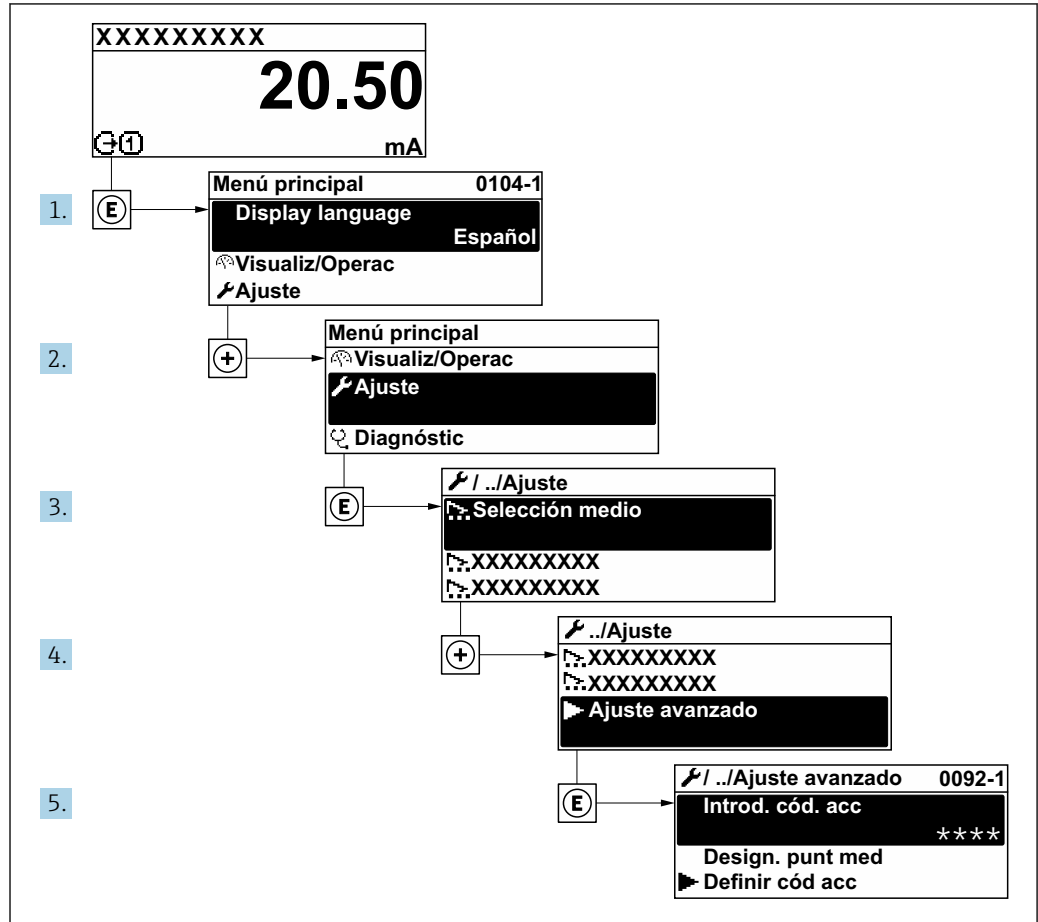 XXXXXXXXX
20.50
1
mA
1.
E
Menú principal 0104-1
Display language
Español
Visualiz/Operac
Ajuste
2.
+
Menú principal
Visualiz/Operac
Ajuste
Diagnóstic
3.
E
/ ../Ajuste
Selección medio
XXXXXXXXX
XXXXXXXXX
4.
+
../Ajuste
XXXXXXXXX
XXXXXXXXX
Ajuste avanzado
5.
E
/ ../Ajuste avanzado 0092-1
Introd. cód. acc
****
Design. punt med
Definir cód acc